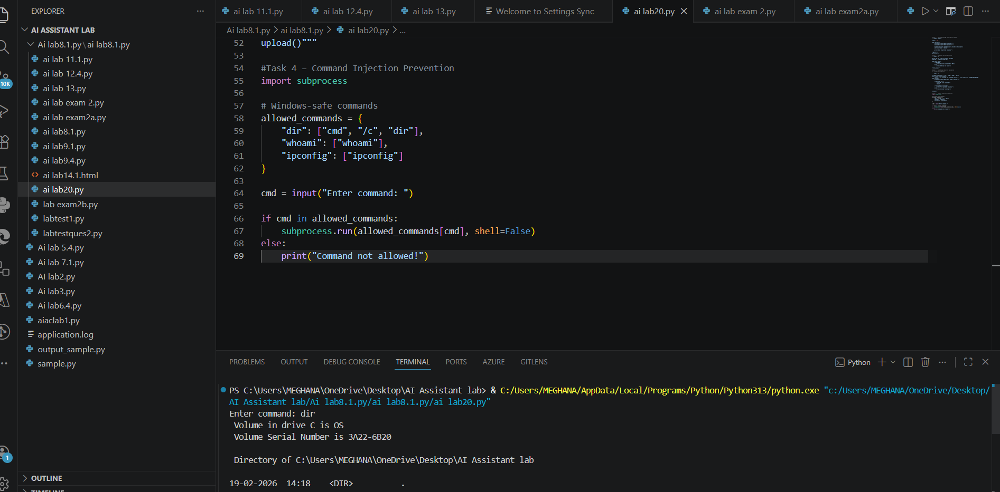 EXPLORER
AI ASSISTANT LAB
Ai lab8.1.py\ai lab8.1.py
ai lab 11.1.py
ai lab 12.4.py
ai lab 13.py
ai lab exam 2.py
ai lab exam2a.py
ai lab8.1.py
ai lab9.1.py
ai lab9.4.py
ai lab14.1.html
ai lab20.py
lab exam2b.py
labtest1.py
labtestques2.py
Ai lab 5.4.py
Ai lab 7.1.py
AI lab2.py
Ai lab3.py
Ai lab6.4.py
aiaclab1.py
application.log
output_sample.py
sample.py
OUTLINE
TIMELINE
10K
1
ai lab 11.1.py
ai lab 12.4.py
ai lab 13.py
Welcome to Settings Sync
ai lab20.py
ai lab exam 2.py
ai lab exam2a.py
Ai lab8.1.py > ai lab8.1.py > ai lab20.py > ...
52 upload()"""
53
54 #Task 4 – Command Injection Prevention
55 import subprocess
56
57 # Windows-safe commands
58 allowed_commands = {
59 "dir": ["cmd", "/c", "dir"],
60 "whoami": ["whoami"],
61 "ipconfig": ["ipconfig"]
62 }
63
64 cmd = input("Enter command: ")
65
66 if cmd in allowed_commands:
67 subprocess.run(allowed_commands[cmd], shell=False)
68 else:
69 print("Command not allowed!")
PROBLEMS OUTPUT DEBUG CONSOLE TERMINAL PORTS AZURE GITLENS
Python
PS C:\Users\MEGHANA\OneDrive\Desktop\AI Assistant lab> & C:/Users/MEGHANA/AppData/Local/Programs/Python/Python313/python.exe "c:/Users/MEGHANA/OneDrive/Desktop/
AI Assistant lab/Ai lab8.1.py/ai lab8.1.py/ai lab20.py"
Enter command: dir
Volume in drive C is OS
Volume Serial Number is 3A22-6B20
Directory of C:\Users\MEGHANA\OneDrive\Desktop\AI Assistant lab
19-02-2026 14:18 <DIR> .